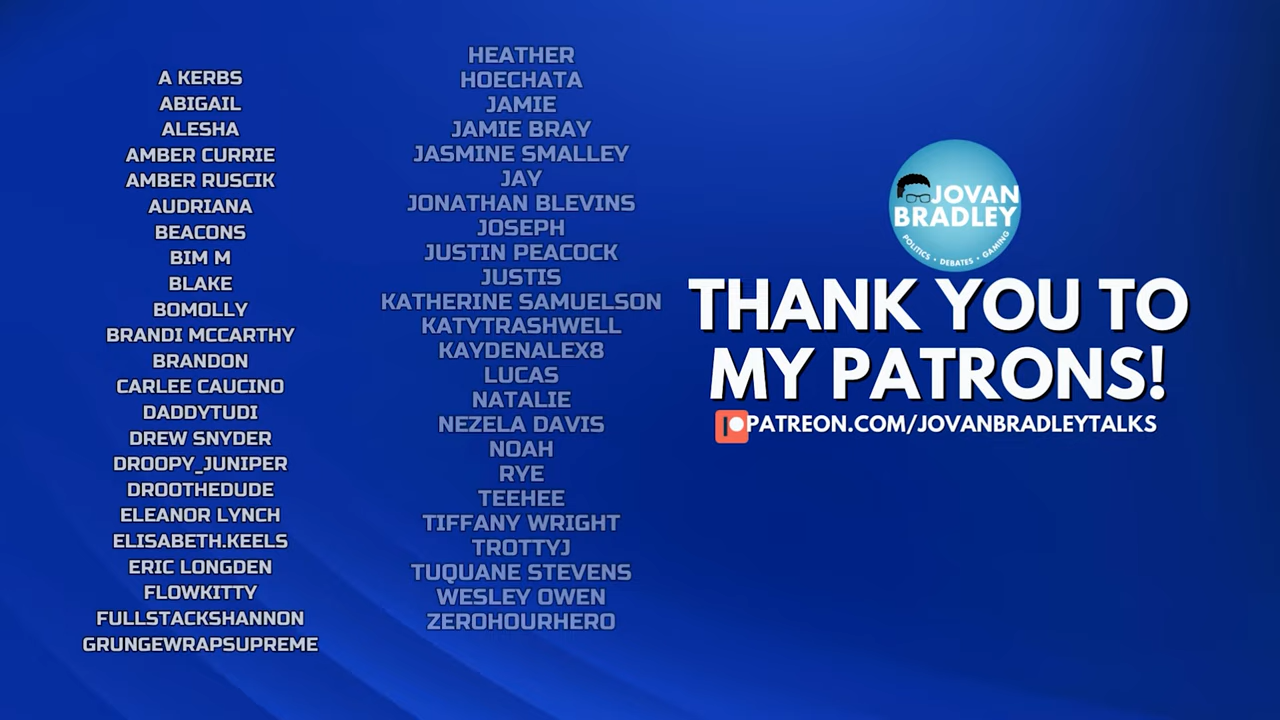 A KERBS
ABIGAIL
ALESHA
AMBER CURRIE
AMBER RUSCIK
AUDRIANA
BEACONS
BIM M
BLAKE
BOMOLLY
BRANDI MCCARTHY
BRANDON
CARLEE CAUCINO
DADDYTUDI
DREW SNYDER
DROOPY_JUNIPER
DROOTHEDUDE
ELEANOR LYNCH
ELISABETH.KEELS
ERIC LONGDEN
FLOWKITTY
FULLSTACKSHANNON
GRUNGEWRAPSUPREME
HEATHER
HOECHATA
JAMIE
JAMIE BRAY
JASMINE SMALLEY
JAY
JONATHAN BLEVINS
JOSEPH
JUSTIN PEACOCK
JUSTIS
KATHERINE SAMUELSON
KATYTRASHWELL
KAYDENALEX8
LUCAS
NATALIE
NEZELA DAVIS
NOAH
RYE
TEEHEE
TIFFANY WRIGHT
TROTTYJ
TUQUANE STEVENS
WESLEY OWEN
ZEROHOURHERO
JOVAN
BRADLEY
POLITICS • DEBATES • GAMING
THANK YOU TO
MY PATRONS!
PATREON.COM/JOVANBRADLEYTALKS